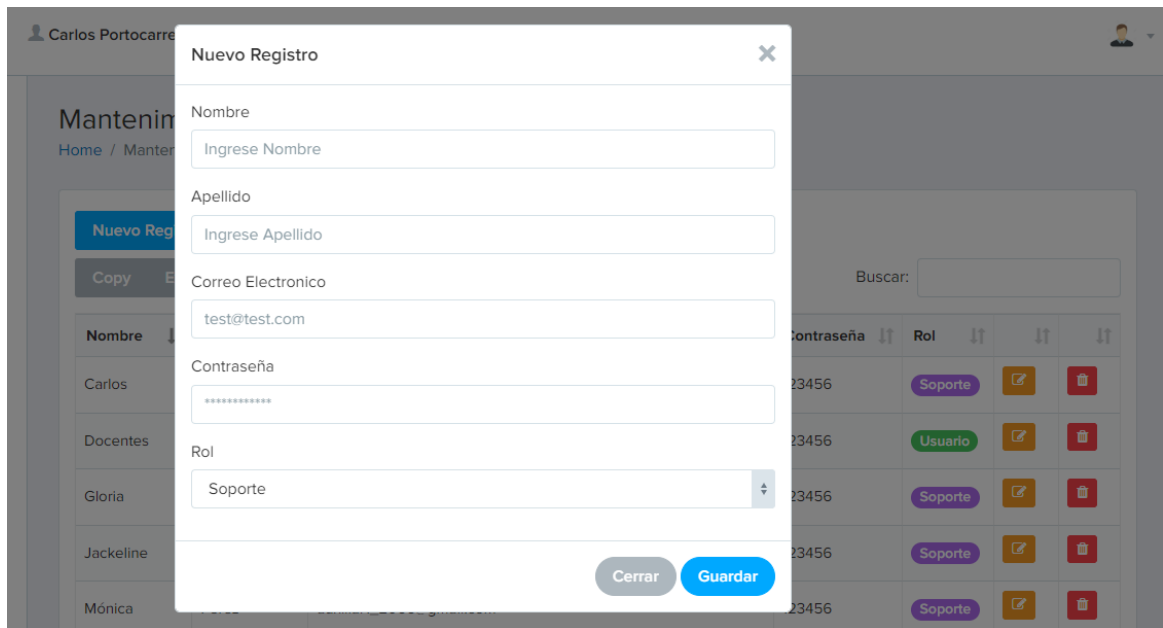 Carlos Portocarre
Nuevo Registro
Mantenim
Home / Manten
Nombre
Ingrese Nombre
Apellido
Ingrese Apellido
Correo Electronico
test@test.com
Contraseña
************
Rol
Soporte
Cerrar Guardar
Nuevo Reg
Copy E
Buscar:
Nombre Contraseña Rol
Carlos 23456 Soporte
Docentes 23456 Usuario
Gloria 23456 Soporte
Jackeline 23456 Soporte
Mónica 23456 Soporte